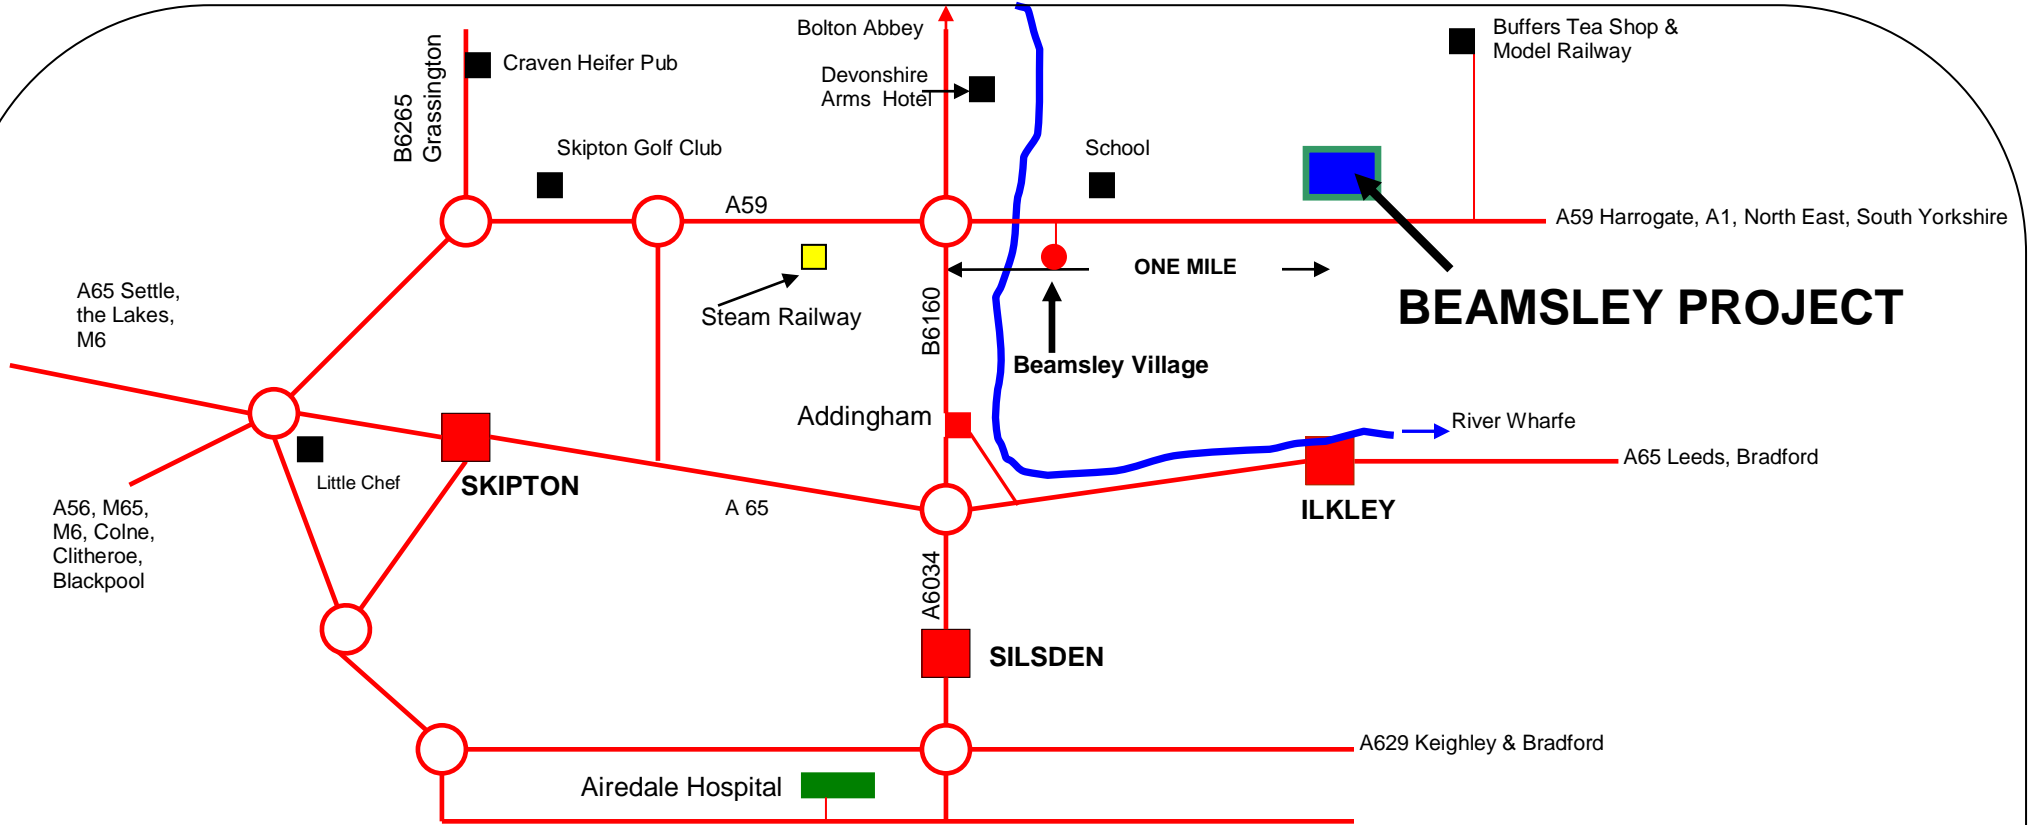 Bolton Abbey
Buffers Tea Shop &
Model Railway
B6265
Grassington
Craven Heifer Pub
Devonshire
Arms Hotel
Skipton Golf Club
School
A59
A59 Harrogate, A1, North East, South Yorkshire
ONE MILE
BEAMSLEY PROJECT
A65 Settle,
the Lakes,
M6
Steam Railway
B6160
Beamsley Village
Addingham
River Wharfe
A65 Leeds, Bradford
Little Chef
SKIPTON
A 65
ILKLEY
A56, M65,
M6, Colne,
Clitheroe,
Blackpool
A6034
SILSDEN
A629 Keighley & Bradford
Airedale Hospital